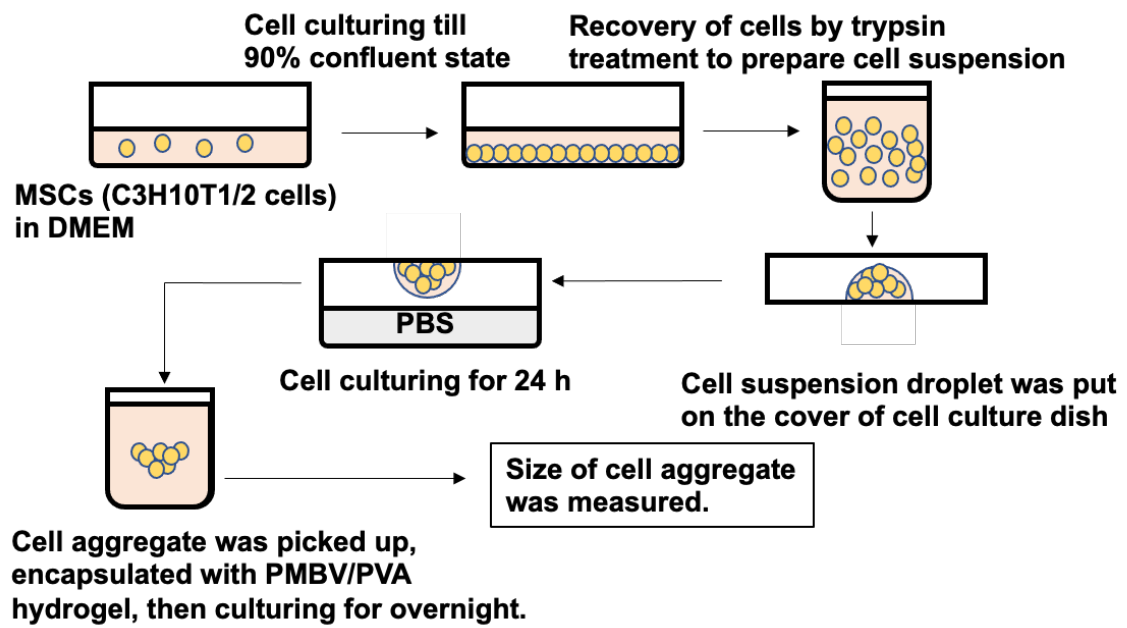 Cell culturing till
90% confluent state
Recovery of cells by trypsin
treatment to prepare cell suspension
MSCs (C3H10T1/2 cells)
in DMEM
PBS
Cell culturing for 24 h
Cell suspension droplet was put
on the cover of cell culture dish
Size of cell aggregate
was measured.
Cell aggregate was picked up,
encapsulated with PMBV/PVA
hydrogel, then culturing for overnight.